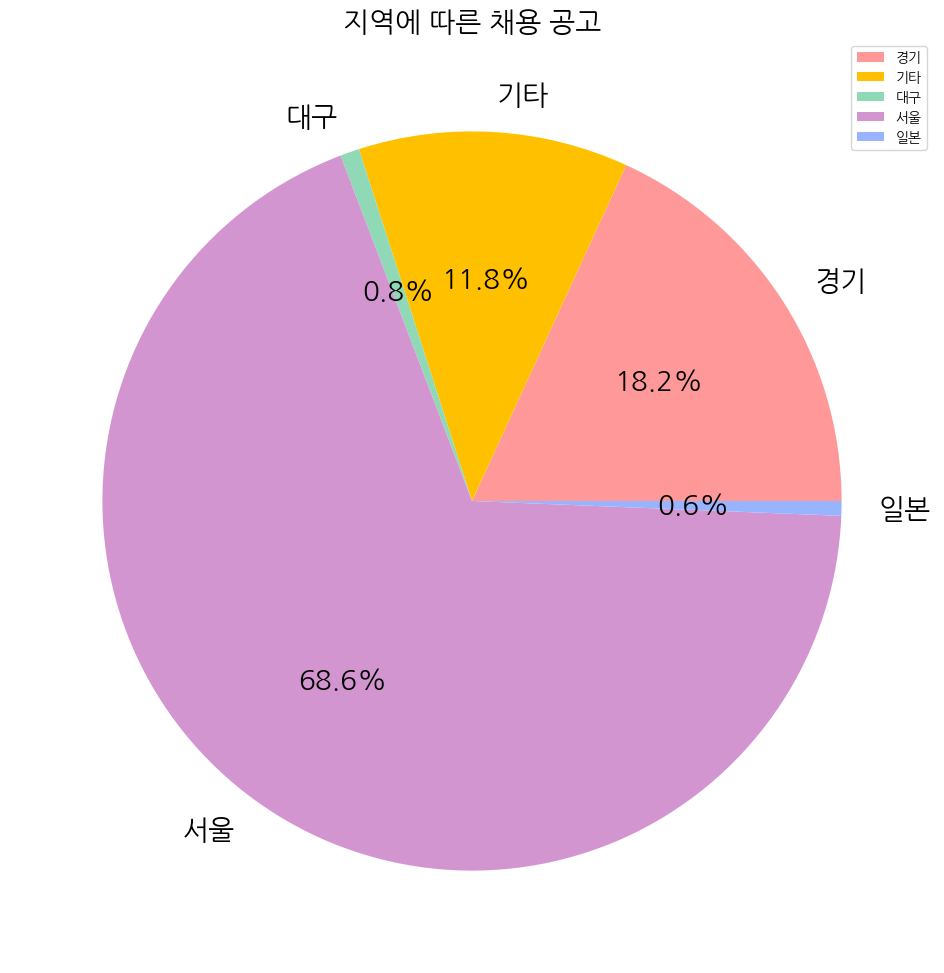 지역에 따른 채용 공고
경기
기타
대구
서울
일본
기타
대구
경기
11.8%
0.8%
18.2%
0.6%
일본
68.6%
서울